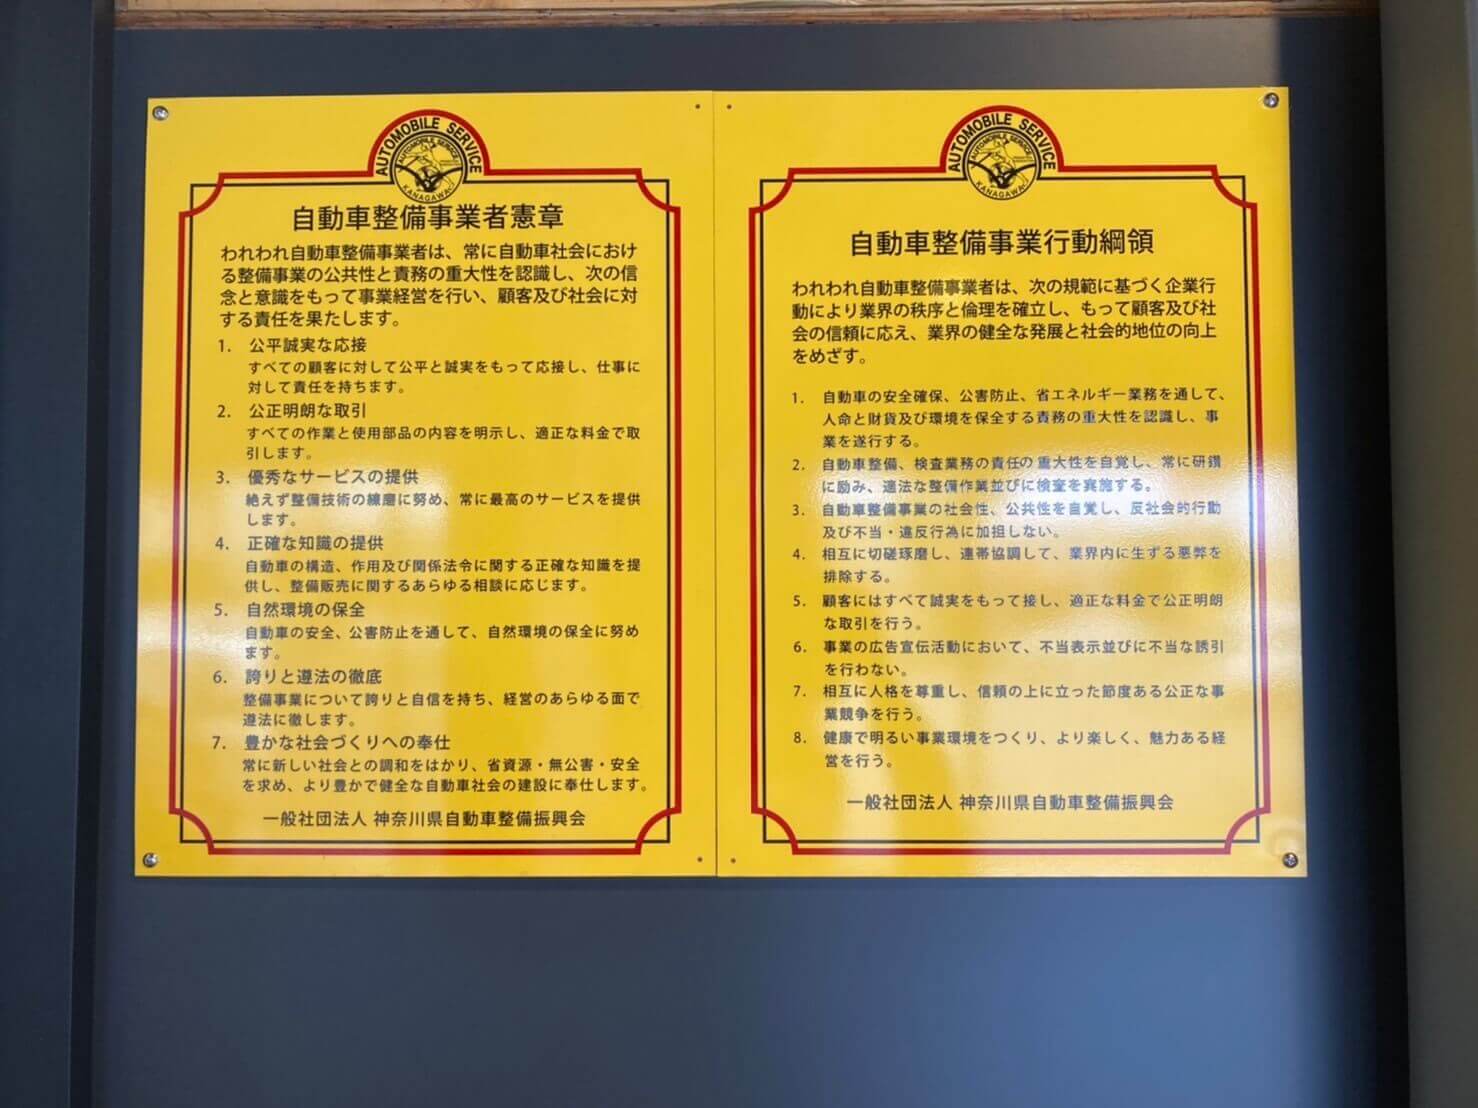 AUTOMOBILE SERVICE
AUTOMOBILE SERVICE
KANAGAWA
自動車整備事業者憲章
われわれ自動車整備事業者は、常に自動車社会におけ
る整備事業の公共性と責務の重大性を認識し、次の信
念と意識をもって事業経営を行い、顧客及び社会に対
する責任を果たします。
1. 公平誠実な応接
すべての顧客に対して公平と誠実をもって応接し、仕事に
対して責任を持ちます。
2. 公正明朗な取引
すべての作業と使用部品の内容を明示し、適正な料金で取
引します。
3. 優秀なサービスの提供
絶えず整備技術の練磨に努め、常に最高のサービスを提供
します。
4. 正確な知識の提供
自動車の構造、作用及び関係法令に関する正確な知識を提
供し、整備販売に関するあらゆる相談に応じます。
5. 自然環境の保全
自動車の安全、公害防止を通して、自然環境の保全に努め
ます。
6. 誇りと遵法の徹底
整備事業について誇りと自信を持ち、経営のあらゆる面で
遵法に徹します。
7. 豊かな社会づくりへの奉仕
常に新しい社会との調和をはかり、省資源・無公害・安全
を求め、より豊かで健全な自動車社会の建設に奉仕します。
一般社団法人 神奈川県自動車整備振興会
AUTOMOBILE SERVICE
AUTOMOBILE SERVICE
KANAGAWA
自動車整備事業行動綱領
われわれ自動車整備事業者は、次の規範に基づく企業行
動により業界の秩序と倫理を確立し、もって顧客及び社
会の信頼に応え、業界の健全な発展と社会的地位の向上
をめざす。
1. 自動車の安全確保、公害防止、省エネルギー業務を通して、
人命と財貨及び環境を保全する責務の重大性を認識し、事
業を遂行する。
2. 自動車整備、検査業務の責任の重大性を自覚し、常に研鑽
に励み、適法な整備作業並びに検査を実施する。
3. 自動車整備事業の社会性、公共性を自覚し、反社会的行動
及び不当・違反行為に加担しない。
4. 相互に切磋琢磨し、連帯協調して、業界内に生ずる悪弊を
排除する。
5. 顧客にはすべて誠実をもって接し、適正な料金で公正明朗
な取引を行う。
6. 事業の広告宣伝活動において、不当表示並びに不当な誘引
を行わない。
7. 相互に人格を尊重し、信頼の上に立った節度ある公正な事
業競争を行う。
8. 健康で明るい事業環境をつくり、より楽しく、魅力ある経
営を行う。
一般社団法人 神奈川県自動車整備振興会